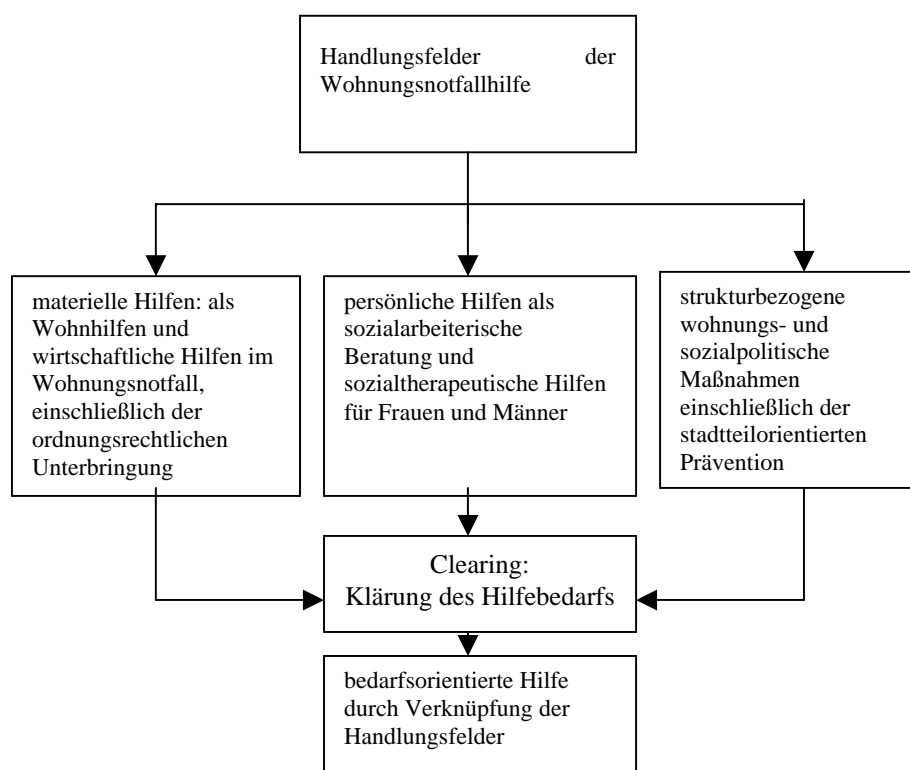 Handlungsfelder der
Wohnungsnotfallhilfe
materielle Hilfen: als
Wohnhilfen und
wirtschaftliche Hilfen im
Wohnungsnotfall,
einschließlich der
ordnungsrechtlichen
Unterbringung
persönliche Hilfen als
sozialarbeiterische
Beratung und
sozialtherapeutische Hilfen
für Frauen und Männer
strukturbezogene
wohnungs- und
sozialpolitische
Maßnahmen
einschließlich der
stadtteilorientierten
Prävention
Clearing:
Klärung des Hilfebedarfs
bedarfsorientierte Hilfe
durch Verknüpfung der
Handlungsfelder